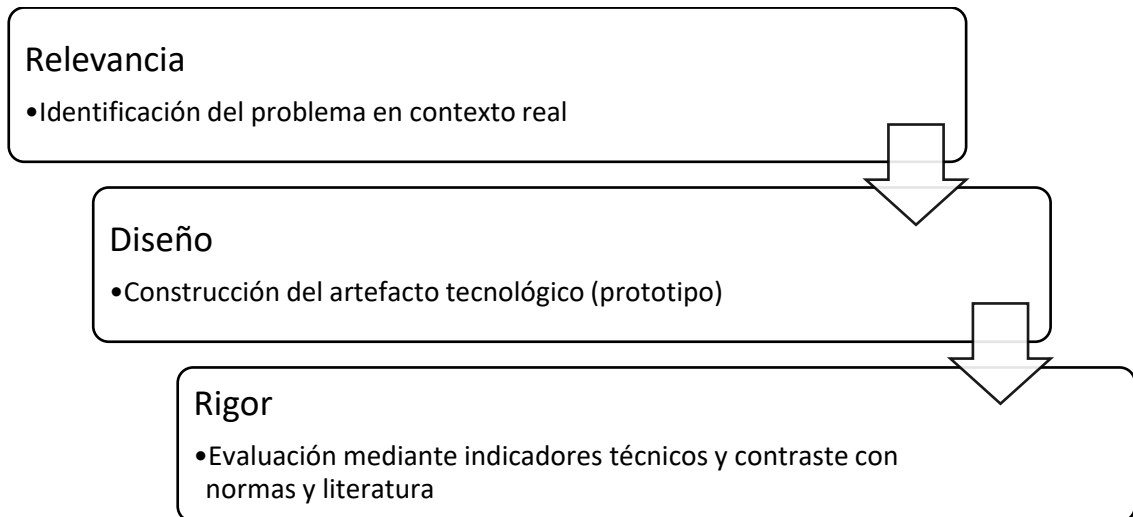 Relevancia
•Identificación del problema en contexto real
Diseño
•Construcción del artefacto tecnológico (prototipo)
Rigor
•Evaluación mediante indicadores técnicos y contraste con
normas y literatura